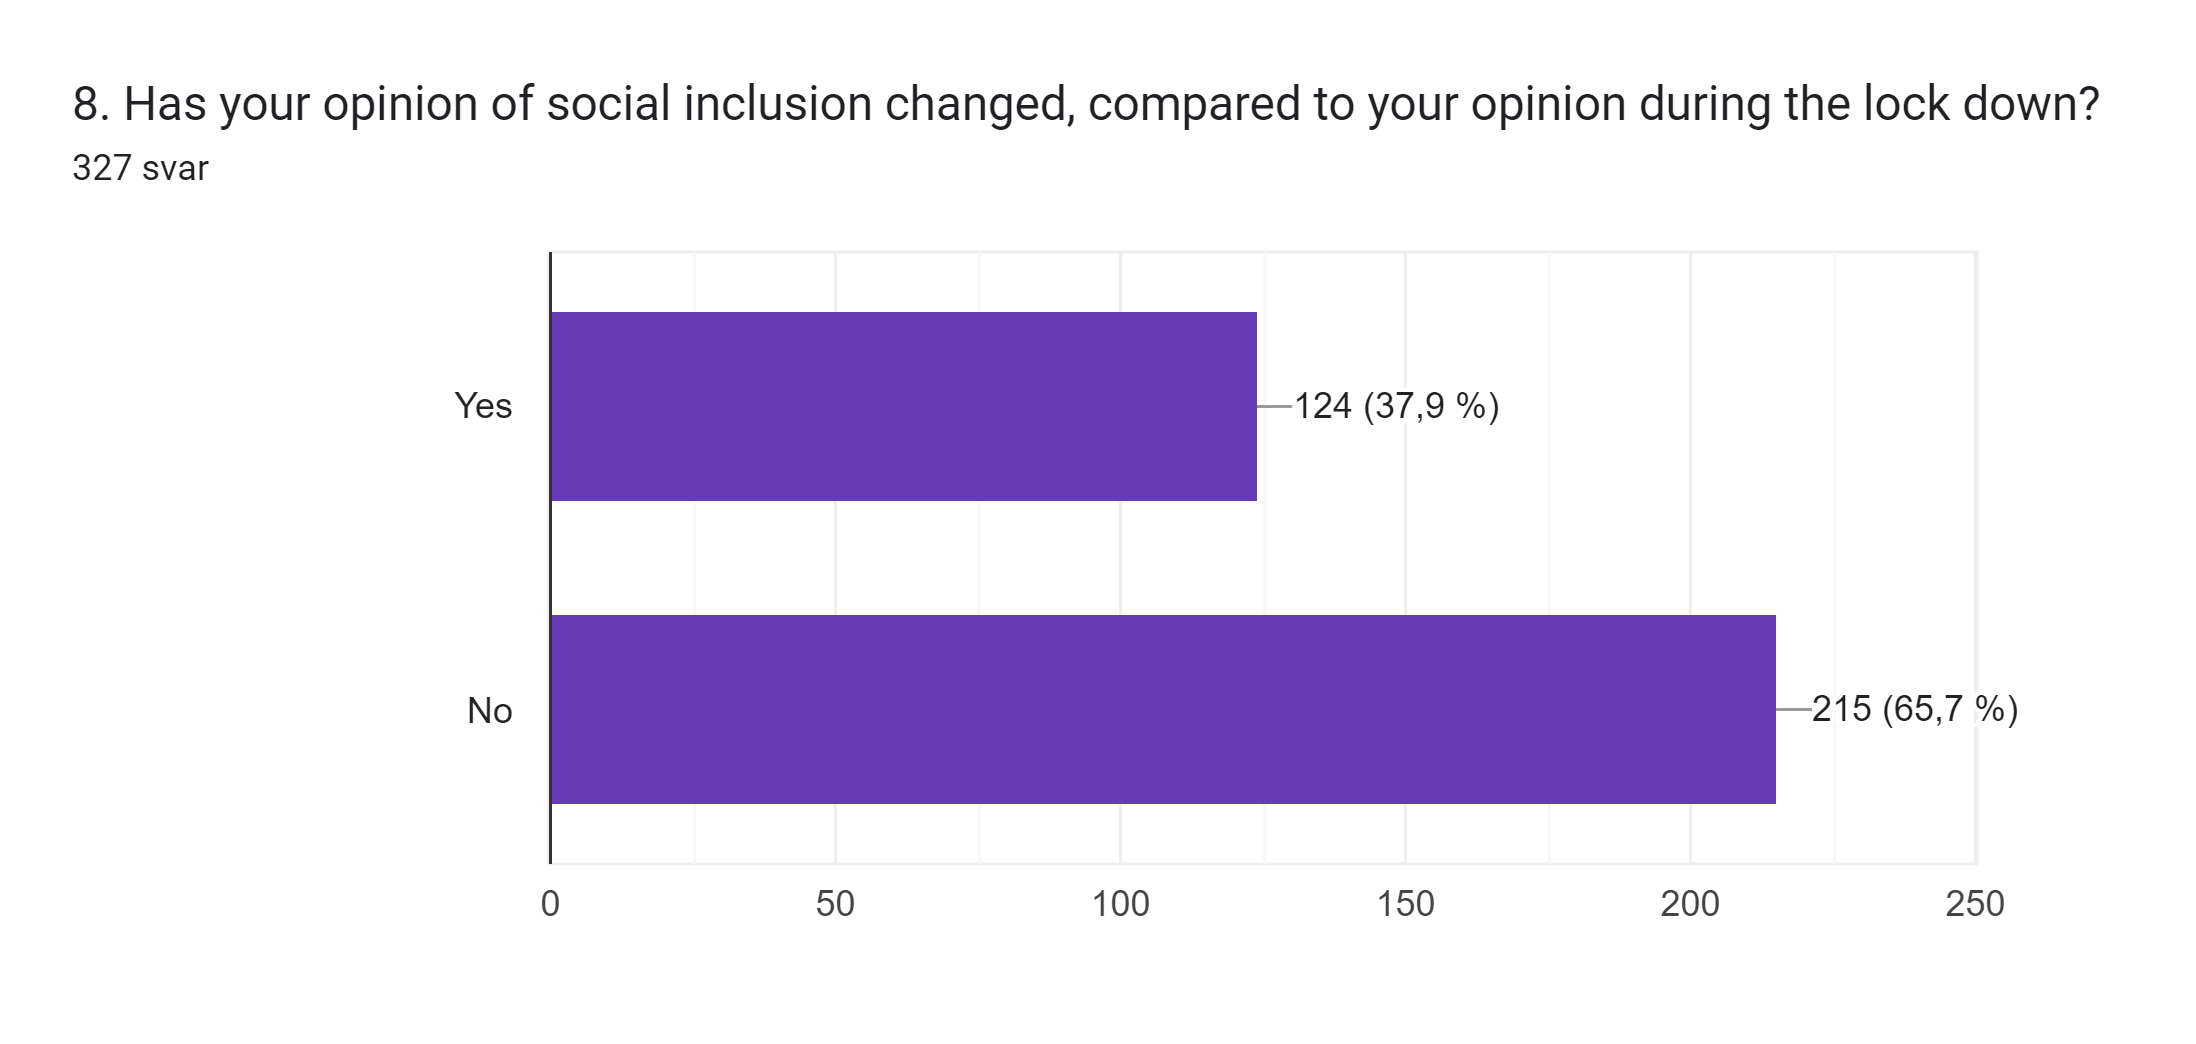 8. Has your opinion of social inclusion changed, compared to your opinion during the lock down?
327 svar
Yes
124 (37,9 %)
No
215 (65,7 %)
0 50 100 150 200 250